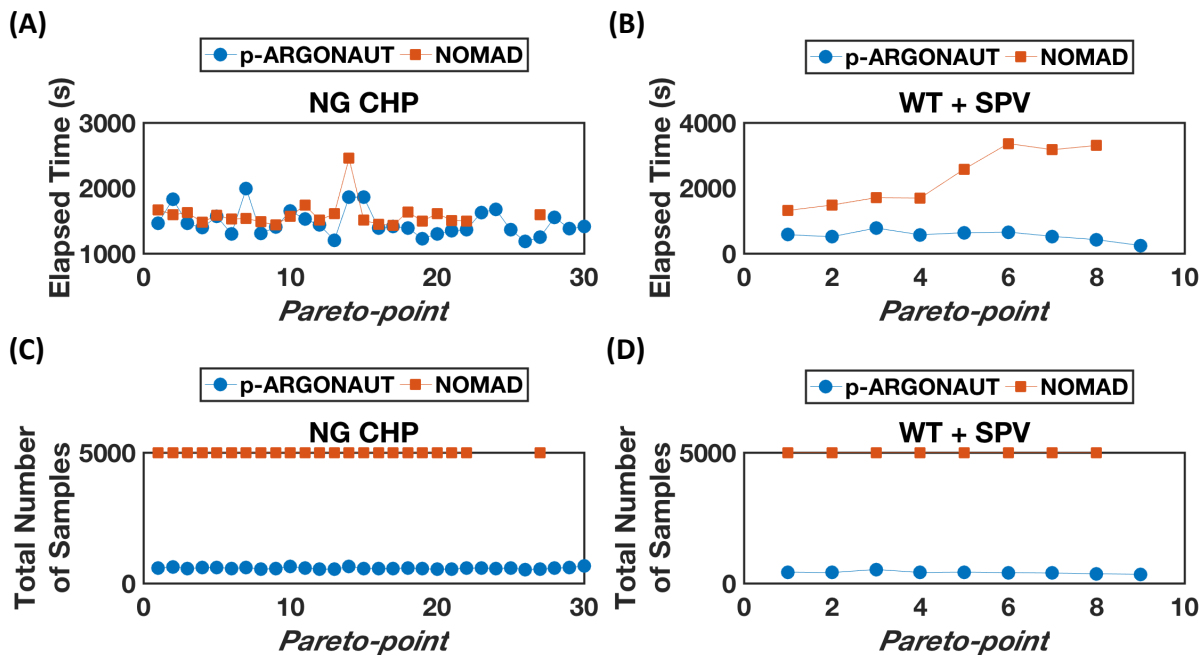 (A)
p-ARGONAUT NOMAD
NG CHP
Elapsed Time (s)
3000
2000
1000
0 10 20 30
Pareto-point
(B)
p-ARGONAUT NOMAD
WT + SPV
Elapsed Time (s)
4000
2000
0
0 2 4 6 8 10
Pareto-point
(C)
p-ARGONAUT NOMAD
NG CHP
Total Number
of Samples
5000
0
0 10 20 30
Pareto-point
(D)
p-ARGONAUT NOMAD
WT + SPV
Total Number
of Samples
5000
0
0 2 4 6 8 10
Pareto-point